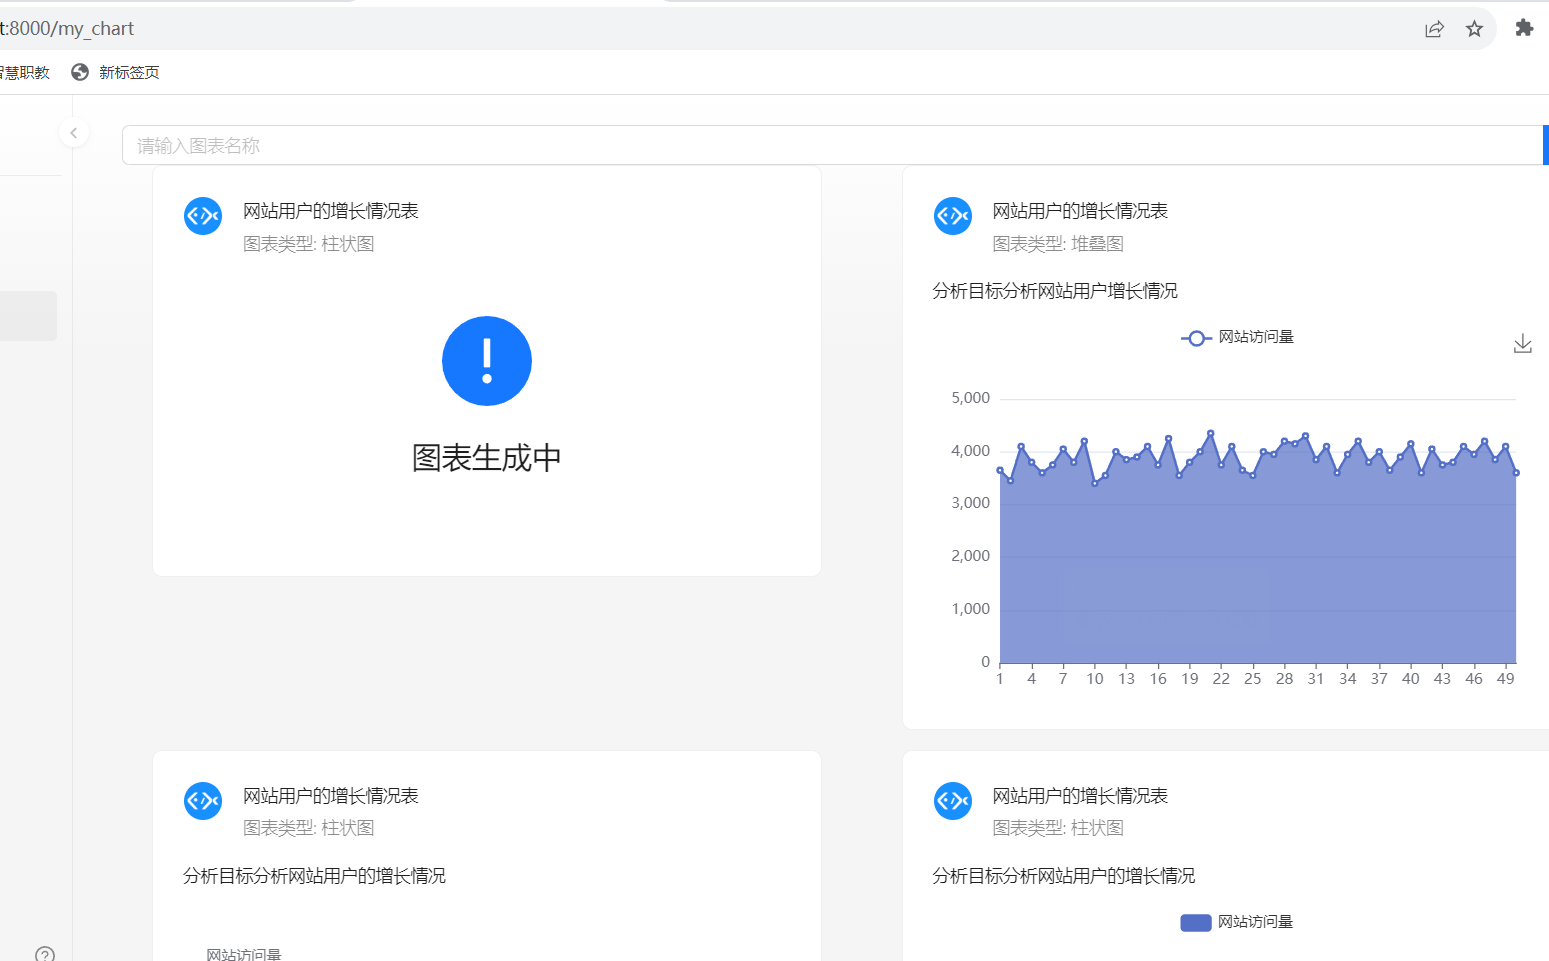 t:8000/my_chart
智慧职教
新标签页
请输入图表名称
网站用户的增长情况表
图表类型: 柱状图
图表生成中
网站用户的增长情况表
图表类型: 堆叠图
分析目标分析网站用户增长情况
网站访问量
5,000
4,000
3,000
2,000
1,000
0
1 4 7 10 13 16 19 22 25 28 31 34 37 40 43 46 49
网站用户的增长情况表
图表类型: 柱状图
分析目标分析网站用户的增长情况
网站访问量
网站用户的增长情况表
图表类型: 柱状图
分析目标分析网站用户的增长情况
网站访问量